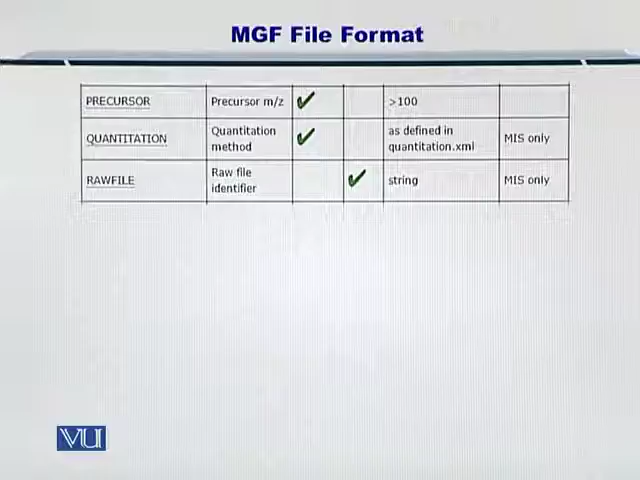 MGF File Format
PRECURSOR Precursor m/z ✓ >100
QUANTITATION Quantitation method ✓ as defined in quantitation.xml MIS only
RAWFILE Raw file identifier ✓ string MIS only
VU